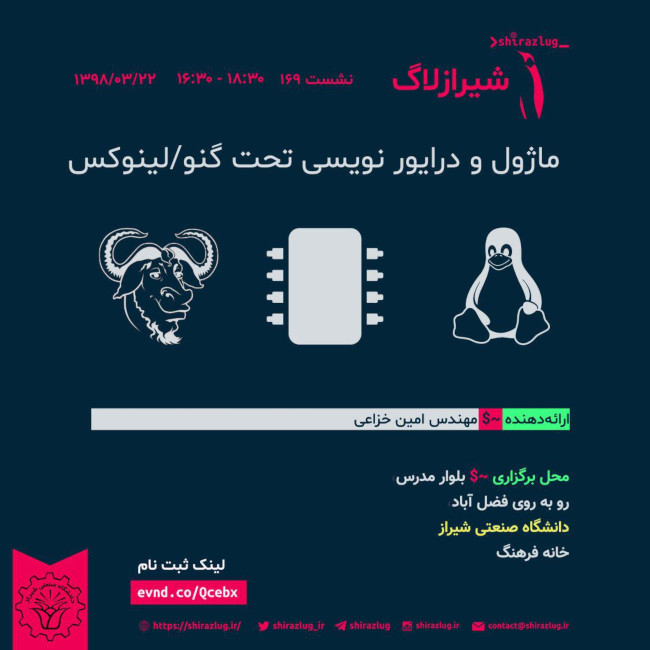 >shirazlug_
شیرازلاگ
نشست ۱۶۹ ۱۶:۳۰ - ۱۸:۳۰ ۱۳۹۸/۰۳/۲۲
ماژول و درایور نویسی تحت گنو/لینوکس
ارائه‌دهنده ~$ مهندس امین خزاعی
محل برگزاری ~$ بلوار مدرس
رو به روی فضل آباد
دانشگاه صنعتی شیراز
خانه فرهنگ
لینک ثبت نام
evnd.co/Qcebx
https://shirazlug.ir/ shirazlug_ir shirazlug shirazlug.ir contact@shirazlug.ir